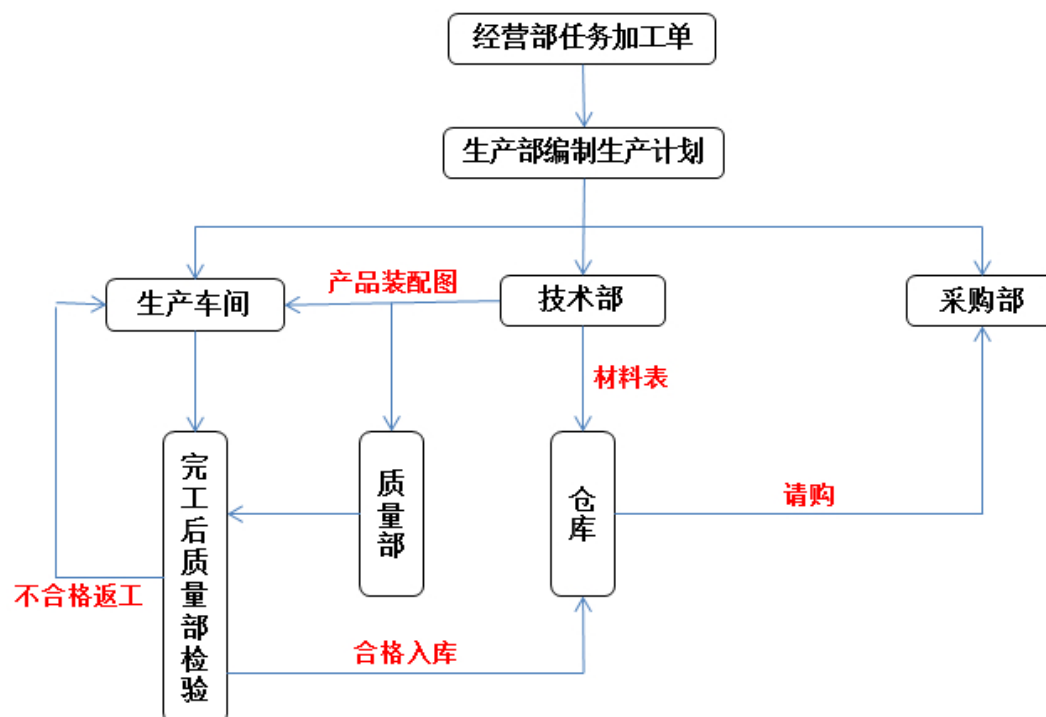 经营部任务加工单
生产部编制生产计划
产品装配图
生产车间
技术部
采购部
材料表
完工后质量部检验
质量部
仓库
请购
不合格返工
合格入库